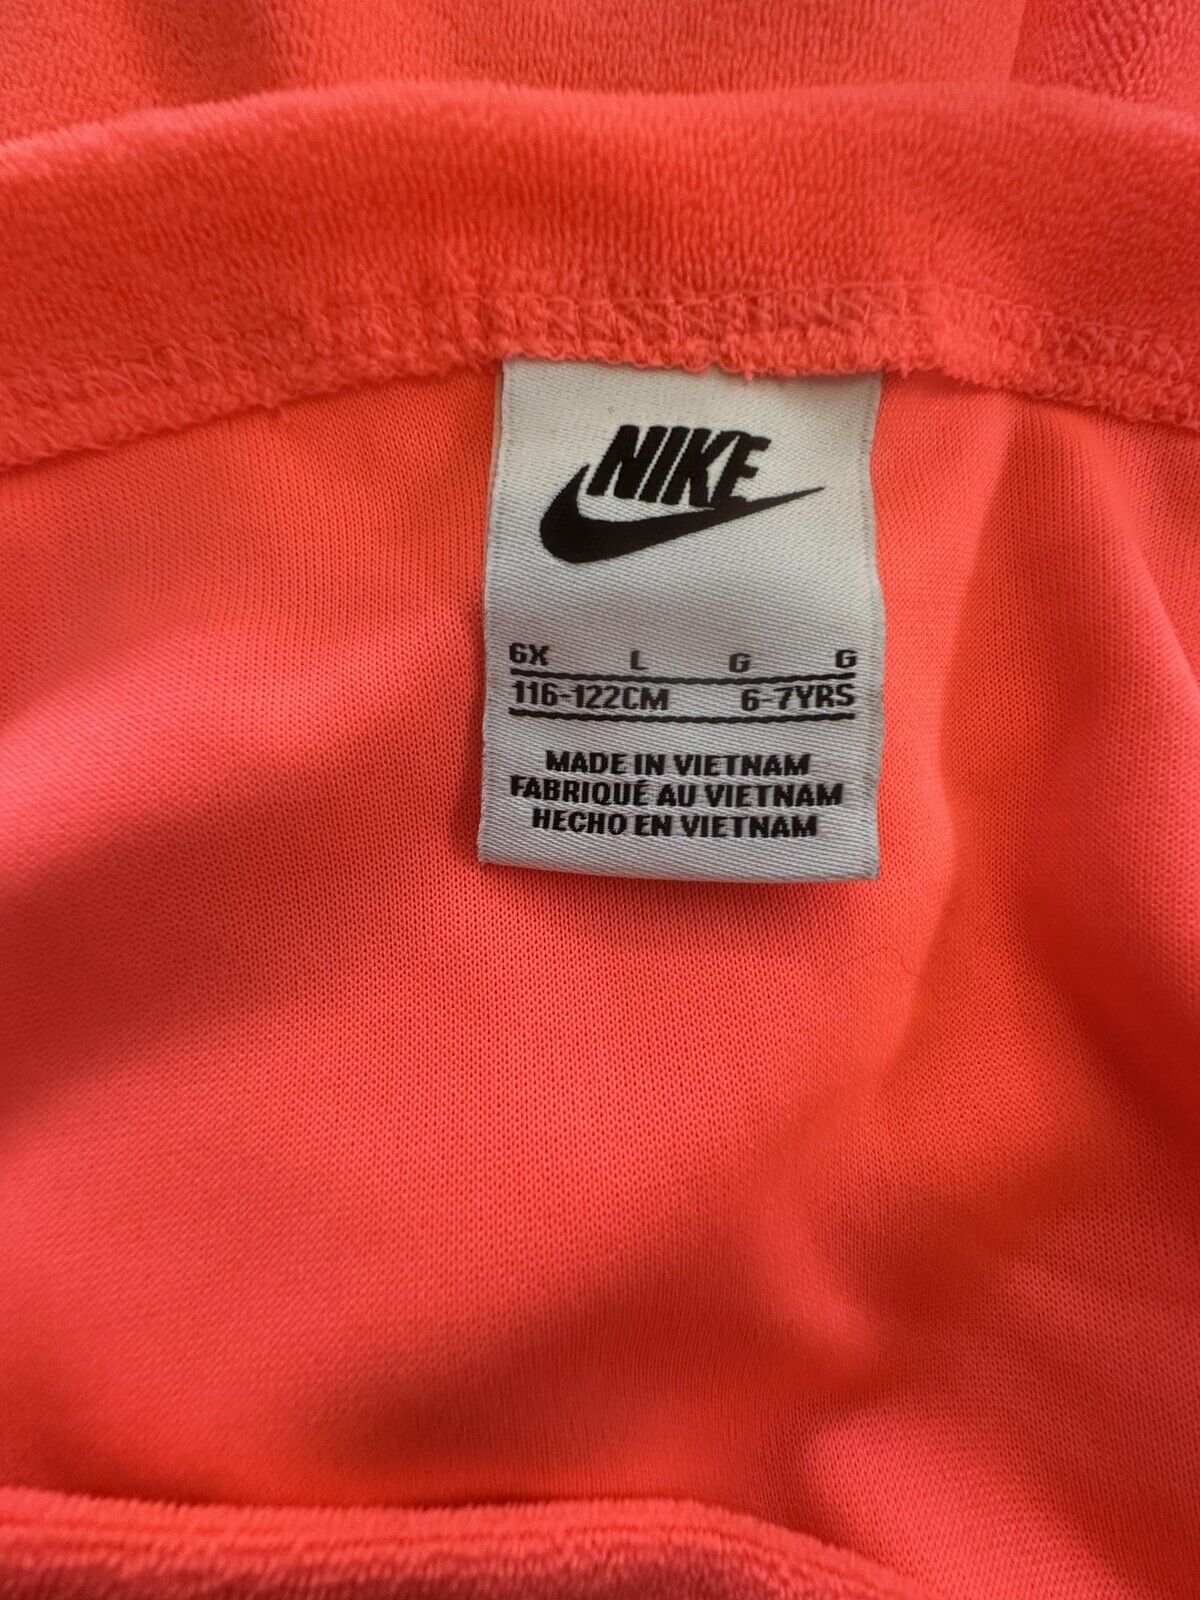 NIKE
6X L G G
116-122CM 6-7YRS
MADE IN VIETNAM
FABRIQUÉ AU VIETNAM
HECHO EN VIETNAM